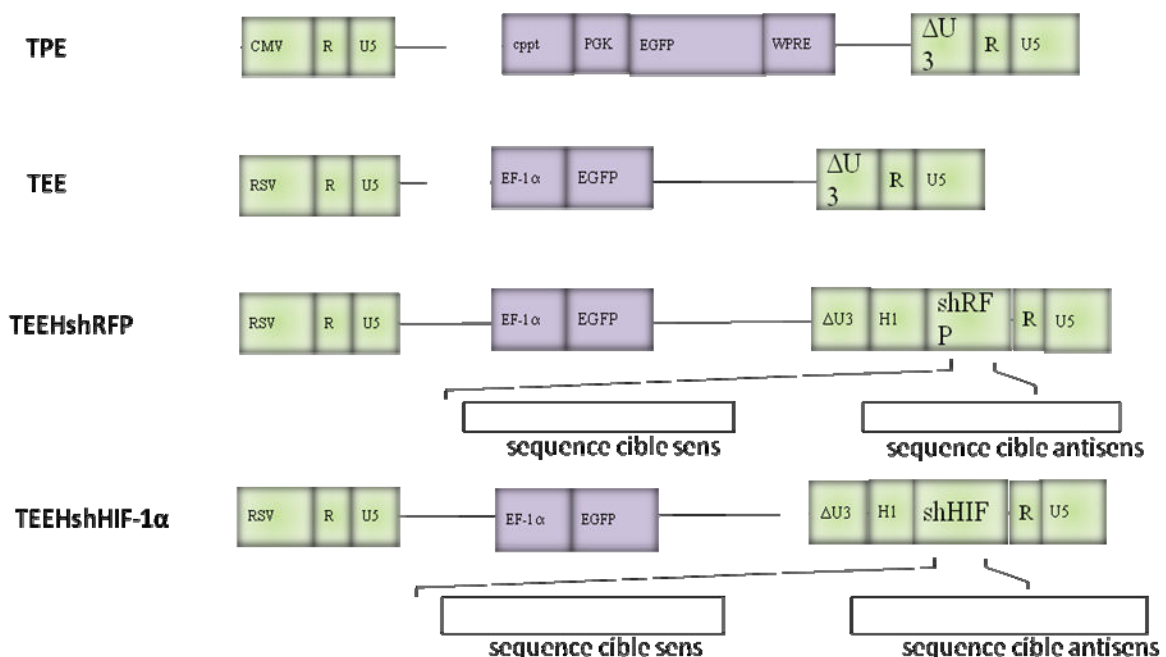 TPE
CMV R U5 cppt PGK EGFP WPRE ΔU R U5
3
TEE
RSV R U5 EF-1α EGFP ΔU R U5
3
TEEHshRFP
RSV R U5 EF-1α EGFP ΔU3 H1 shRF R U5
P
sequence cible sens sequence cible antisens
TEEHshHIF-1α
RSV R U5 EF-1α EGFP ΔU3 H1 shHIF R U5
sequence cible sens sequence cible antisens